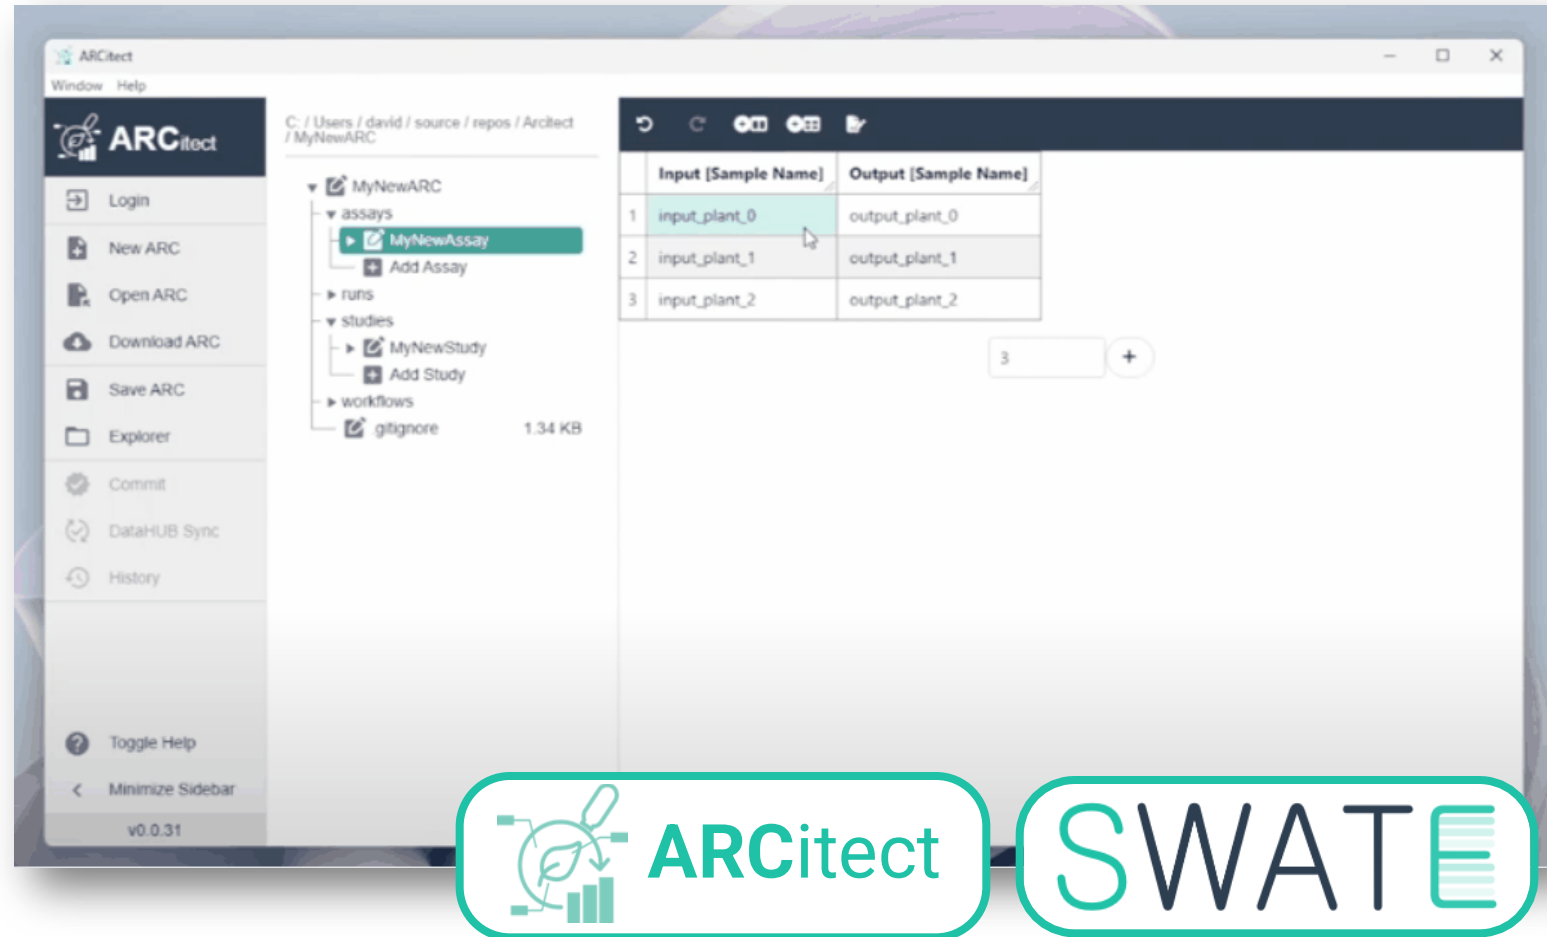 ARCitect
Window Help
ARCitect
Login
New ARC
Open ARC
Download ARC
Save ARC
Explorer
Commit
DataHUB Sync
History
Toggle Help
Minimize Sidebar
v0.0.31
C: / Users / david / source / repos / Arcitect
/ MyNewARC
MyNewARC
assays
MyNewAssay
Add Assay
runs
studies
MyNewStudy
Add Study
workflows
.gitignore 1.34 KB
Input [Sample Name] Output [Sample Name]
1 input_plant_0 output_plant_0
2 input_plant_1 output_plant_1
3 input_plant_2 output_plant_2
3 +
ARCitect
SWATE